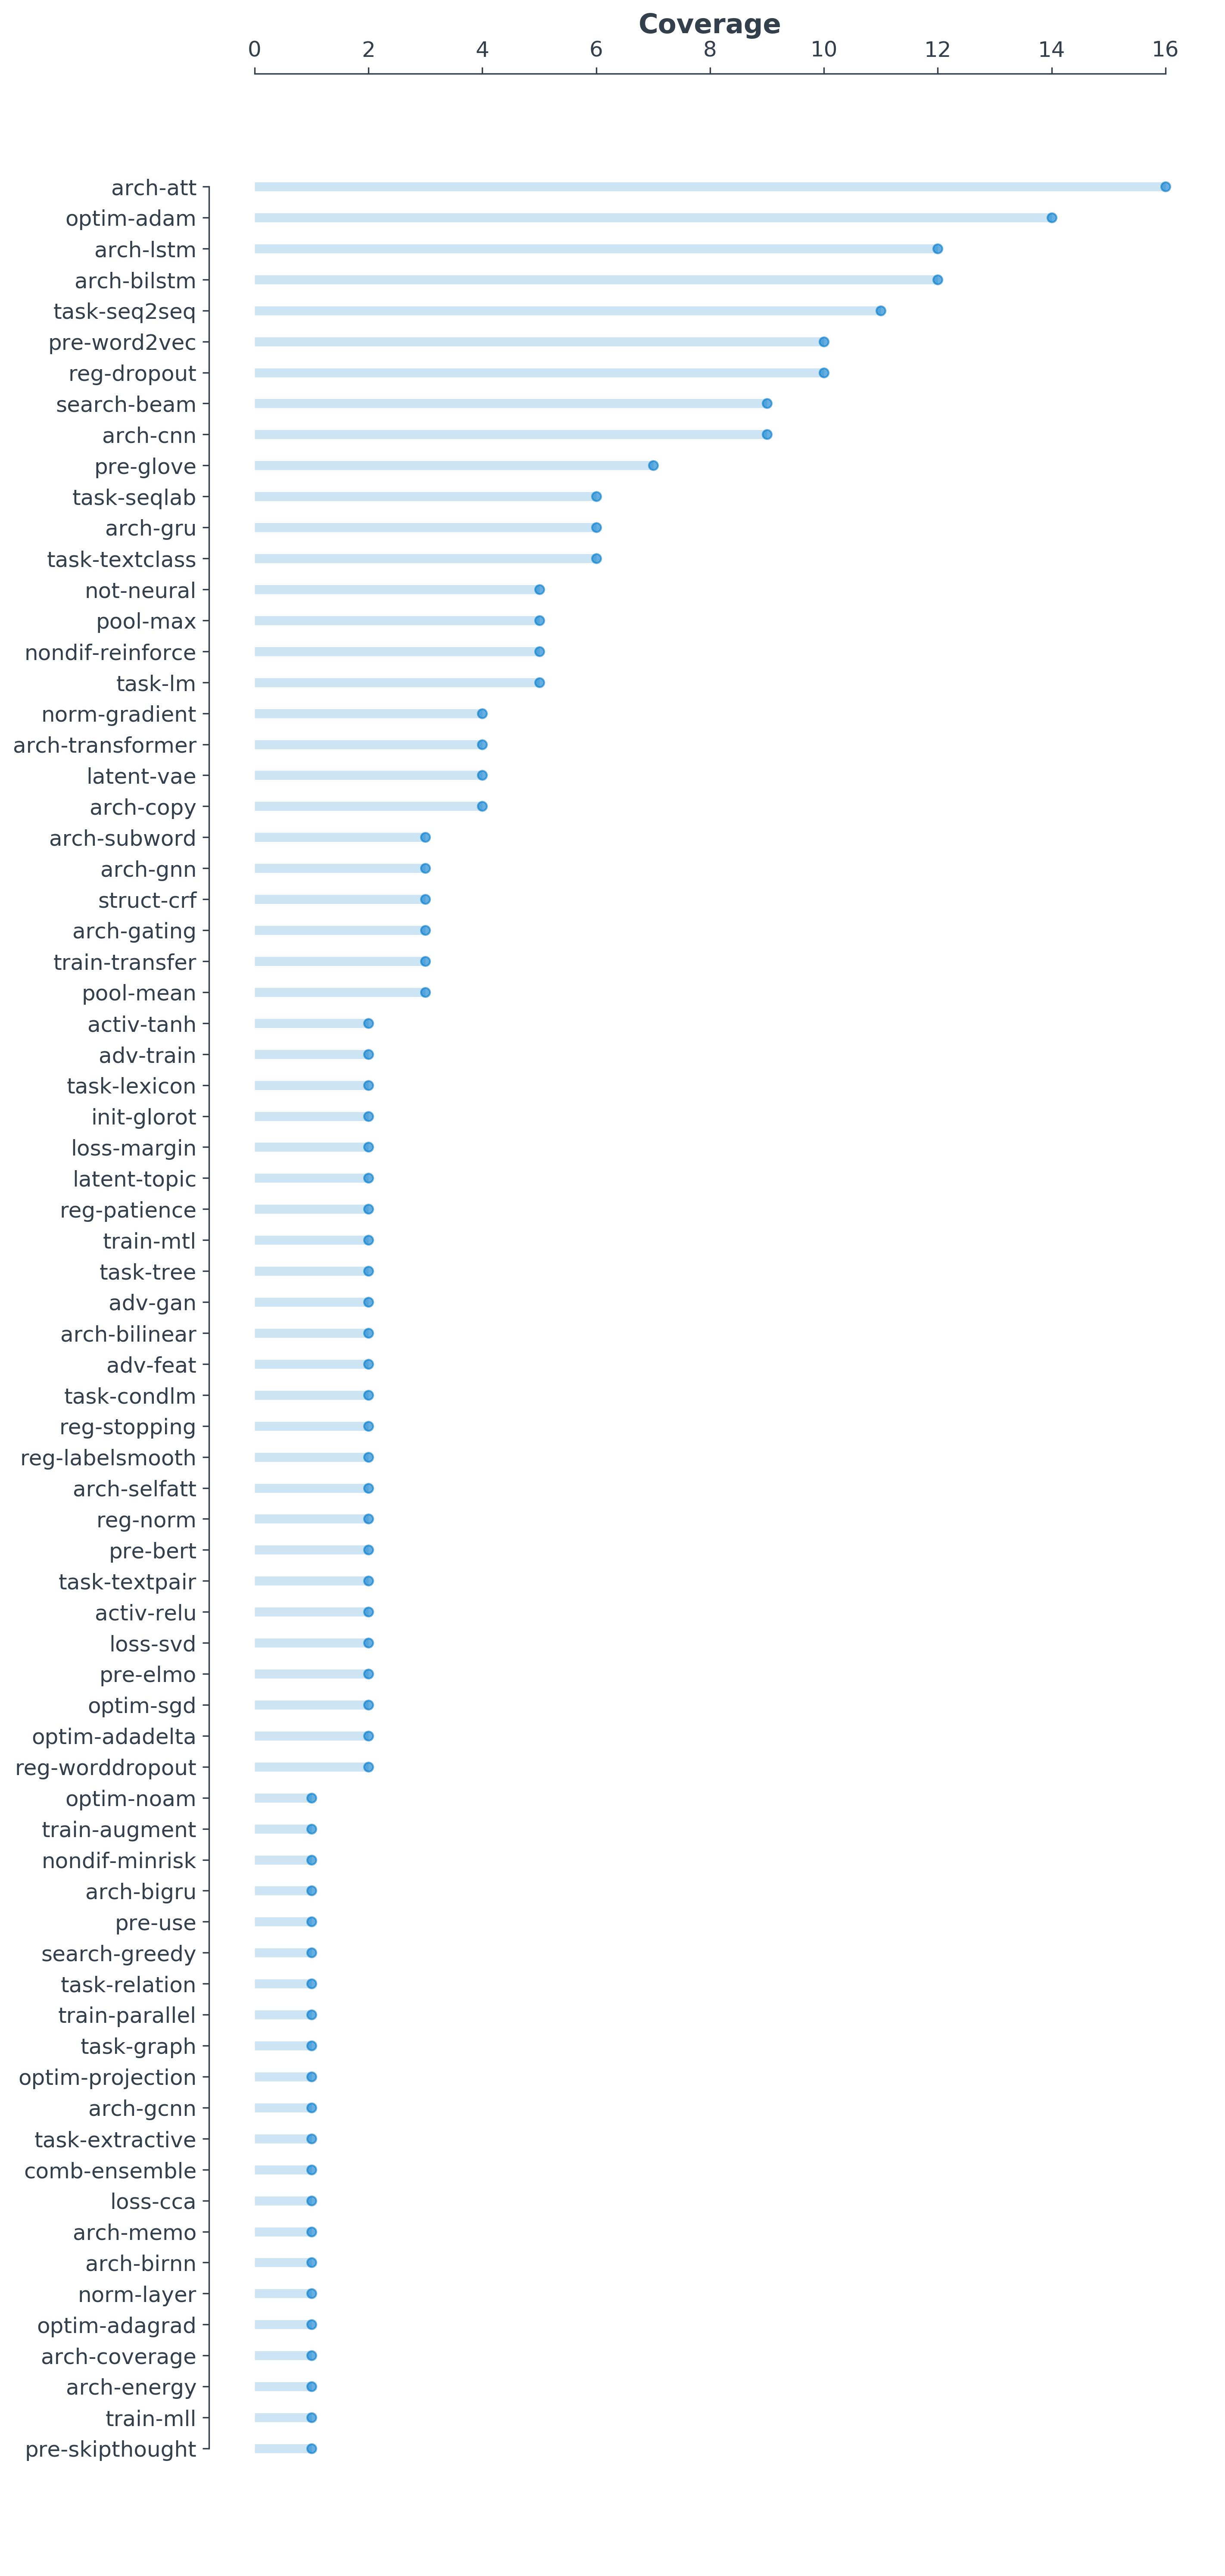 Coverage
0 2 4 6 8 10 12 14 16
arch-att
optim-adam
arch-lstm
arch-bilstm
task-seq2seq
pre-word2vec
reg-dropout
search-beam
arch-cnn
pre-glove
task-seqlab
arch-gru
task-textclass
not-neural
pool-max
nondif-reinforce
task-lm
norm-gradient
arch-transformer
latent-vae
arch-copy
arch-subword
arch-gnn
struct-crf
arch-gating
train-transfer
pool-mean
activ-tanh
adv-train
task-lexicon
init-glorot
loss-margin
latent-topic
reg-patience
train-mtl
task-tree
adv-gan
arch-bilinear
adv-feat
task-condlm
reg-stopping
reg-labelsmooth
arch-selfatt
reg-norm
pre-bert
task-textpair
activ-relu
loss-svd
pre-elmo
optim-sgd
optim-adadelta
reg-worddropout
optim-noam
train-augment
nondif-minrisk
arch-bigru
pre-use
search-greedy
task-relation
train-parallel
task-graph
optim-projection
arch-gcnn
task-extractive
comb-ensemble
loss-cca
arch-memo
arch-birnn
norm-layer
optim-adagrad
arch-coverage
arch-energy
train-mll
pre-skipthought